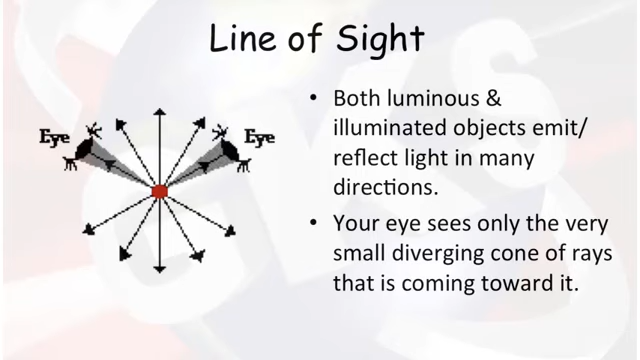 Line of Sight
Eye
Eye
• Both luminous &
illuminated objects emit/
reflect light in many
directions.
• Your eye sees only the very
small diverging cone of rays
that is coming toward it.